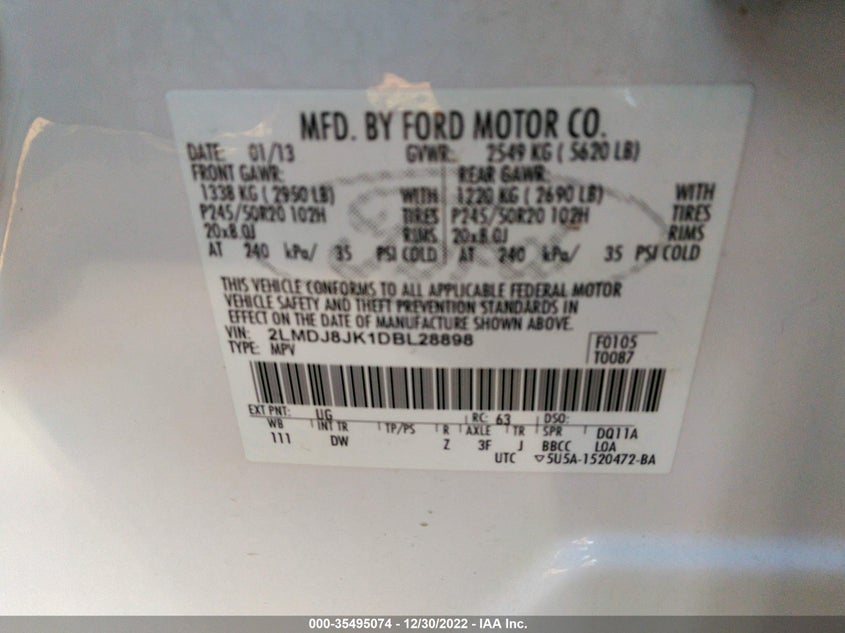 MFD. BY FORD MOTOR CO.
DATE: 01/13 GVWR: 2549 KG ( 5620 LB)
FRONT GAWR: REAR GAWR:
1338 KG ( 2950 LB) WITH 1220 KG ( 2690 LB) WITH
P245/50R20 102H TIRES P245/50R20 102H TIRES
20x8.0J RIMS 20x8.0J RIMS
AT 240 kPa/ 35 PSI COLD AT 240 kPa/ 35 PSI COLD
THIS VEHICLE CONFORMS TO ALL APPLICABLE FEDERAL MOTOR
VEHICLE SAFETY AND THEFT PREVENTION STANDARDS IN
EFFECT ON THE DATE OF MANUFACTURE SHOWN ABOVE.
VIN: 2LMDJ8JK1DBL28898 F0105
TYPE: MPV T0087
EXT PNT: UG RC: 63 DSO:
WB INT TR TP/PS R AXLE TR SPR DQ11A
111 DW Z 3F J BBCC LOA
UTC ▽5U5A-1520472-BA
000-35495074 - 12/30/2022 - IAA Inc.